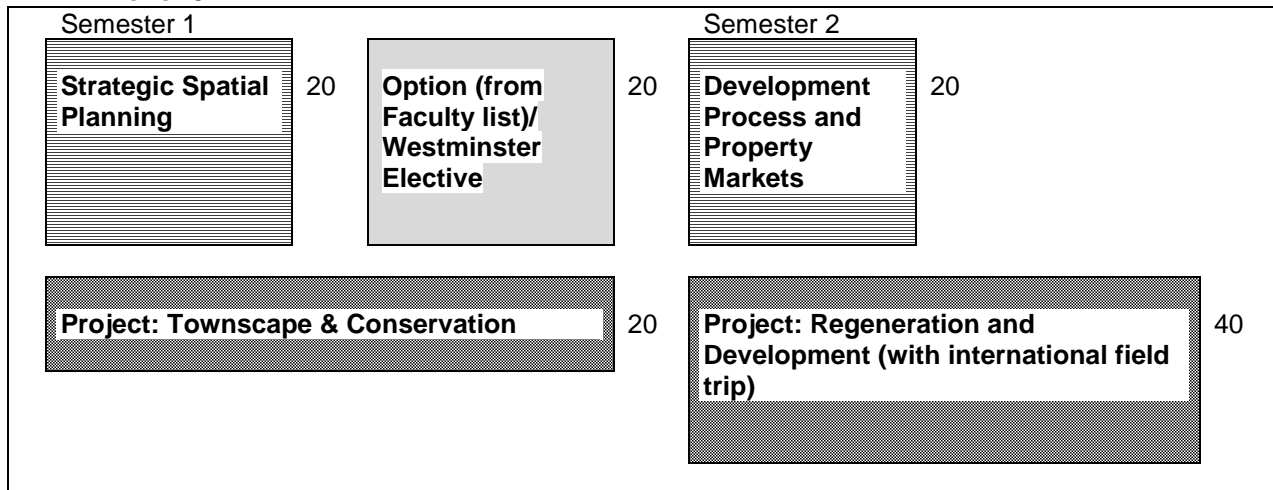 Semester 1
Semester 2
Strategic Spatial
Planning
20
Option (from
Faculty list)/
Westminster
Elective
20
Development
Process and
Property
Markets
20
Project: Townscape & Conservation
20
Project: Regeneration and
Development (with international field
trip)
40